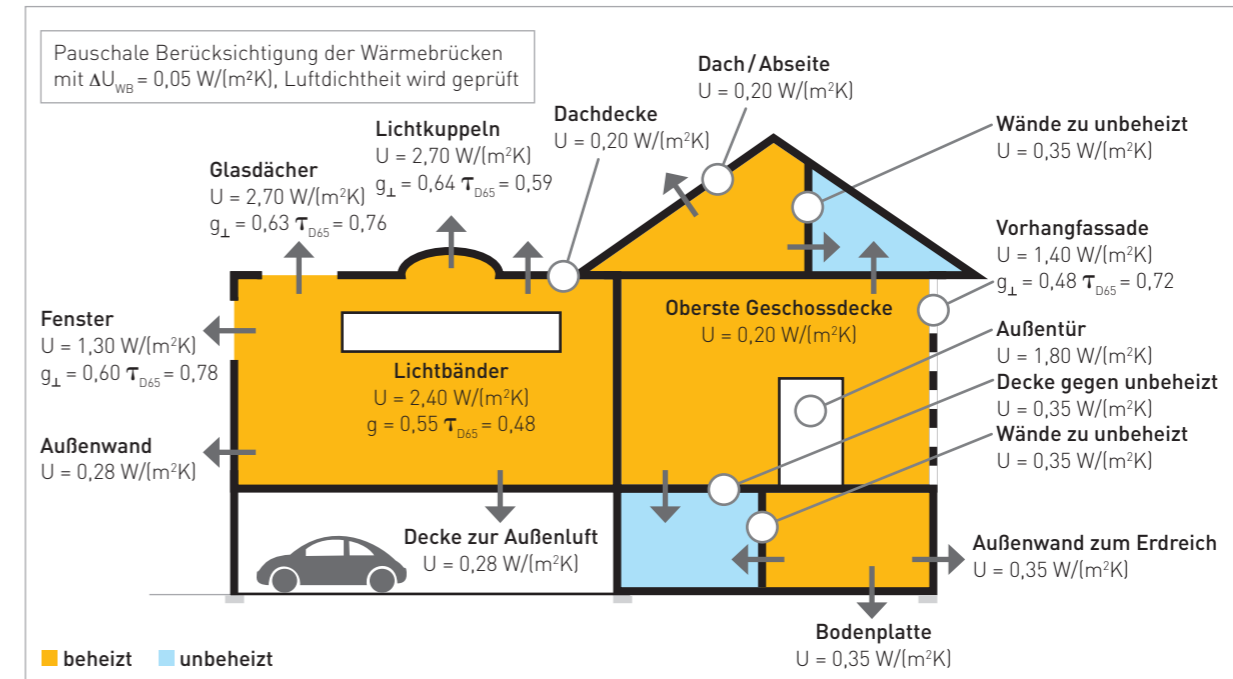 Pauschale Berücksichtigung der Wärmebrücken
mit ΔU_WB = 0,05 W/(m²K), Luftdichtheit wird geprüft
Dach/Abseite
U = 0,20 W/(m²K)
Dachdecke
U = 0,20 W/(m²K)
Lichtkuppeln
U = 2,70 W/(m²K)
g⊥ = 0,64 τ_D65 = 0,59
Glasdächer
U = 2,70 W/(m²K)
g⊥ = 0,63 τ_D65 = 0,76
Wände zu unbeheizt
U = 0,35 W/(m²K)
Vorhangfassade
U = 1,40 W/(m²K)
g⊥ = 0,48 τ_D65 = 0,72
Fenster
U = 1,30 W/(m²K)
g⊥ = 0,60 τ_D65 = 0,78
Oberste Geschossdecke
U = 0,20 W/(m²K)
Lichtbänder
U = 2,40 W/(m²K)
g = 0,55 τ_D65 = 0,48
Außentür
U = 1,80 W/(m²K)
Decke gegen unbeheizt
U = 0,35 W/(m²K)
Wände zu unbeheizt
U = 0,35 W/(m²K)
Außenwand
U = 0,28 W/(m²K)
Decke zur Außenluft
U = 0,28 W/(m²K)
Außenwand zum Erdreich
U = 0,35 W/(m²K)
Bodenplatte
U = 0,35 W/(m²K)
beheizt unbeheizt